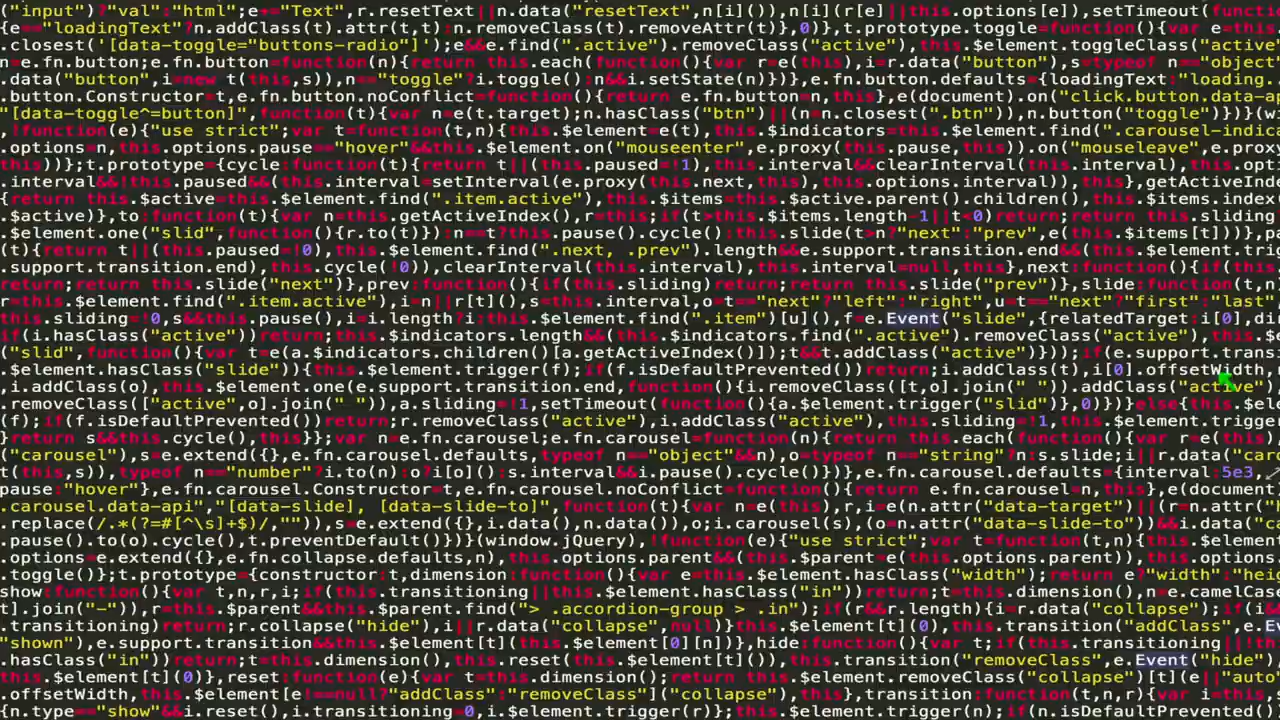 ("input")?"val":"html";e+="Text",r.resetText||n.data("resetText",n[i]()),n[i](r[e]||this.options[e]),setTimeout(functi
{e=="loadingText"?n.addClass(t).attr(t,t):n.removeClass(t).removeAttr(t)},0)},t.prototype.toggle=function(){var e=this
.closest('[data-toggle="buttons-radio"]');e&&e.find(".active").removeClass("active"),this.$element.toggleClass("active
n=e.fn.button;e.fn.button=function(n){return this.each(function(){var r=e(this),i=r.data("button"),s=typeof n=="object"
.data("button",i=new t(this,s)),n=="toggle"?i.toggle():n&&i.setState(n)})},e.fn.button.defaults={loadingText:"loading.
.button.Constructor=t,e.fn.button.noConflict=function(){return e.fn.button=n,this},e(document).on("click.button.data-ap
"[data-toggle^=button]",function(t){var n=e(t.target);n.hasClass("btn")||(n=n.closest(".btn")),n.button("toggle")})}(wi
,!function(e){"use strict";var t=function(t,n){this.$element=e(t),this.$indicators=this.$element.find(".carousel-indic
.options=n,this.options.pause=="hover"&&this.$element.on("mouseenter",e.proxy(this.pause,this)).on("mouseleave",e.proxy
this))};t.prototype={cycle:function(t){return t||(this.paused=!1),this.interval&&clearInterval(this.interval),this.opti
.interval&&!this.paused&&(this.interval=setInterval(e.proxy(this.next,this),this.options.interval)),this},getActiveInde
{return this.$active=this.$element.find(".item.active"),this.$items=this.$active.parent().children(),this.$items.index
.$active)},to:function(t){var n=this.getActiveIndex(),r=this;if(t>this.$items.length-1||t<0)return;return this.sliding
.$element.one("slid",function(){r.to(t)}):n==t?this.pause().cycle():this.slide(t>n?"next":"prev",e(this.$items[t]))},pa
(t){return t||(this.paused=!0),this.$element.find(".next, .prev").length&&e.support.transition.end&&(this.$element.trig
.support.transition.end),this.cycle(!0)),clearInterval(this.interval),this.interval=null,this},next:function(){if(this
return;return this.slide("next")},prev:function(){if(this.sliding)return;return this.slide("prev")},slide:function(t,n
r=this.$element.find(".item.active"),i=n||r[t](),s=this.interval,o=t=="next"?"left":"right",u=t=="next"?"first":"last"
this.sliding=!0,s&&this.pause(),i=i.length?i:this.$element.find(".item")[u](),f=e.Event("slide",{relatedTarget:i[0],di
if(i.hasClass("active"))return;this.$indicators.length&&(this.$indicators.find(".active").removeClass("active"),this.$
("slid",function(){var t=e(a.$indicators.children()[a.getActiveIndex()]);t&&t.addClass("active")}));if(e.support.trans
.$element.hasClass("slide")){this.$element.trigger(f);if(f.isDefaultPrevented())return;i.addClass(t),i[0].offsetWidth,r
,i.addClass(o),this.$element.one(e.support.transition.end,function(){i.removeClass([t,o].join(" ")).addClass("active")
.removeClass(["active",o].join(" ")),a.sliding=!1,setTimeout(function(){a.$element.trigger("slid")},0)})}else{this.$ele
(f);if(f.isDefaultPrevented())return;r.removeClass("active"),i.addClass("active"),this.sliding=!1,this.$element.trigger
}return s&&this.cycle(),this}};var n=e.fn.carousel;e.fn.carousel=function(n){return this.each(function(){var r=e(this)
("carousel"),s=e.extend({},e.fn.carousel.defaults,typeof n=="object"&&n),o=typeof n=="string"?n:s.slide;i||r.data("caro
t(this,s)),typeof n=="number"?i.to(n):o?i[o]():s.interval&&i.pause().cycle()})},e.fn.carousel.defaults={interval:5e3,
pause:"hover"},e.fn.carousel.Constructor=t,e.fn.carousel.noConflict=function(){return e.fn.carousel=n,this},e(document
.carousel.data-api","[data-slide], [data-slide-to]",function(t){var n=e(this),r,i=e(n.attr("data-target")||(r=n.attr("h
.replace(/.*(?=#[^\s]+$)/,"")),s=e.extend({},i.data(),n.data()),o;i.carousel(s),(o=n.attr("data-slide-to"))&&i.data("ca
.pause().to(o).cycle(),t.preventDefault()})}(window.jQuery),!function(e){"use strict";var t=function(t,n){this.$element
.options=e.extend({},e.fn.collapse.defaults,n),this.options.parent&&(this.$parent=e(this.options.parent)),this.options
.toggle()};t.prototype={constructor:t,dimension:function(){var e=this.$element.hasClass("width");return e?"width":"heig
show:function(){var t,n,r,i;if(this.transitioning||this.$element.hasClass("in"))return;t=this.dimension(),n=e.camelCase
t].join("-")),r=this.$parent&&this.$parent.find("> .accordion-group > .in");if(r&&r.length){i=r.data("collapse");if(i&&
.transitioning)return;r.collapse("hide"),i||r.data("collapse",null)}this.$element[t](0),this.transition("addClass",e.Ev
"shown"),e.support.transition&&this.$element[t](this.$element[0][n])},hide:function(){var t;if(this.transitioning||!th
.hasClass("in"))return;t=this.dimension(),this.reset(this.$element[t]()),this.transition("removeClass",e.Event("hide")
this.$element[t](0)},reset:function(e){var t=this.dimension();return this.$element.removeClass("collapse")[t](e||"auto"
.offsetWidth,this.$element[e!==null?"addClass":"removeClass"]("collapse"),this},transition:function(t,n,r){var i=this,s
{n.type=="show"&&i.reset(),i.transitioning=0,i.$element.trigger(r)};this.$element.trigger(n);if(n.isDefaultPrevented()